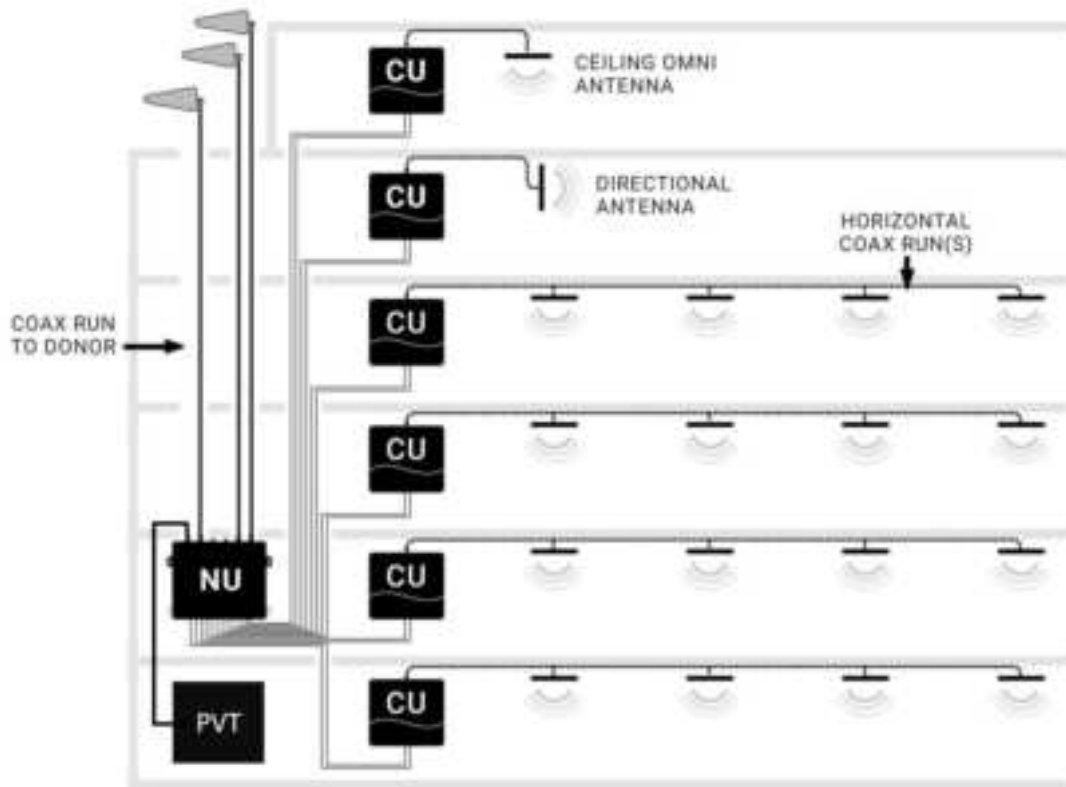 CU
CEILING OMNI
ANTENNA
CU
DIRECTIONAL
ANTENNA
HORIZONTAL
COAX RUN(S)
CU
COAX RUN
TO DONOR
CU
NU
CU
PVT
CU